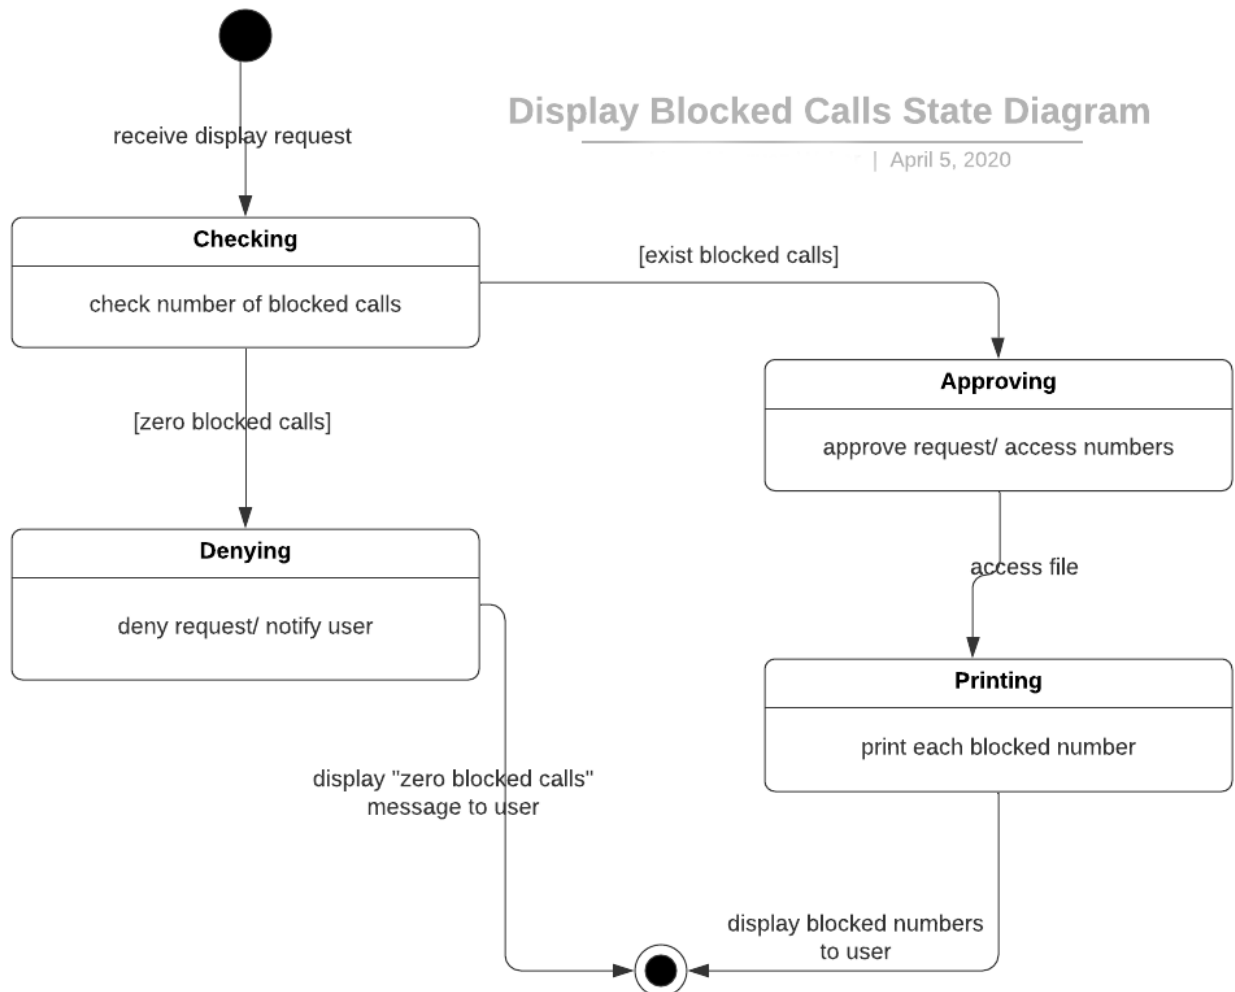 Display Blocked Calls State Diagram
| April 5, 2020
receive display request
Checking
check number of blocked calls
[exist blocked calls]
[zero blocked calls]
Approving
approve request/ access numbers
Denying
deny request/ notify user
access file
Printing
print each blocked number
display "zero blocked calls"
message to user
display blocked numbers
to user